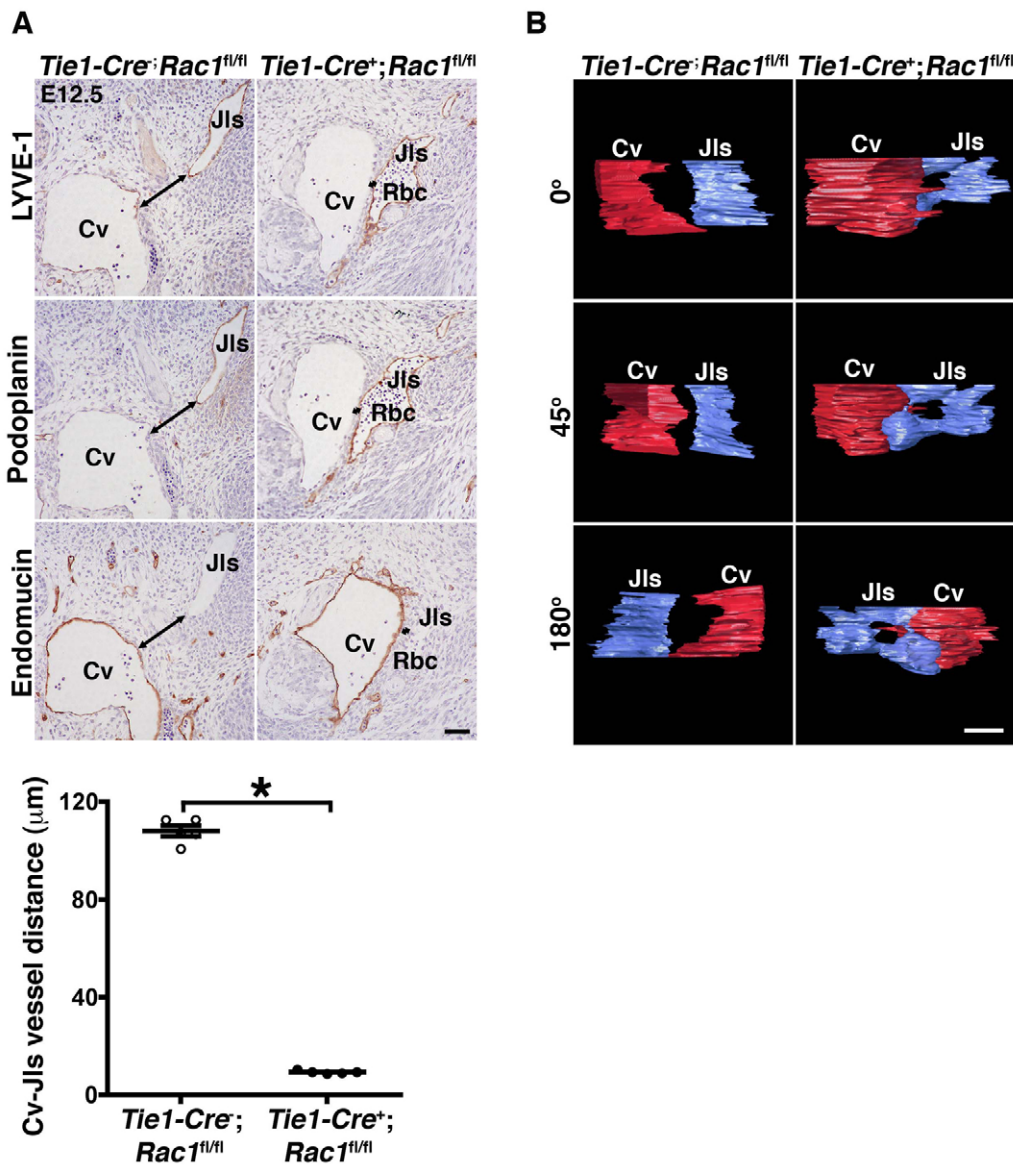 A
Tie1-Cre⁻;Rac1fl/fl Tie1-Cre⁺;Rac1fl/fl
LYVE-1
E12.5
Jls
Cv
Jls
Rbc
Cv
Podoplanin
Jls
Cv
Jls
Rbc
Cv
Endomucin
Jls
Cv
Jls
Cv
Rbc
Cv-Jls vessel distance (μm)
120
80
40
0
*
Tie1-Cre⁻;
Rac1fl/fl
Tie1-Cre⁺;
Rac1fl/fl
B
Tie1-Cre⁻;Rac1fl/fl Tie1-Cre⁺;Rac1fl/fl
0°
Cv Jls
Cv Jls
45°
Cv Jls
Cv Jls
180°
Jls Cv
Jls Cv